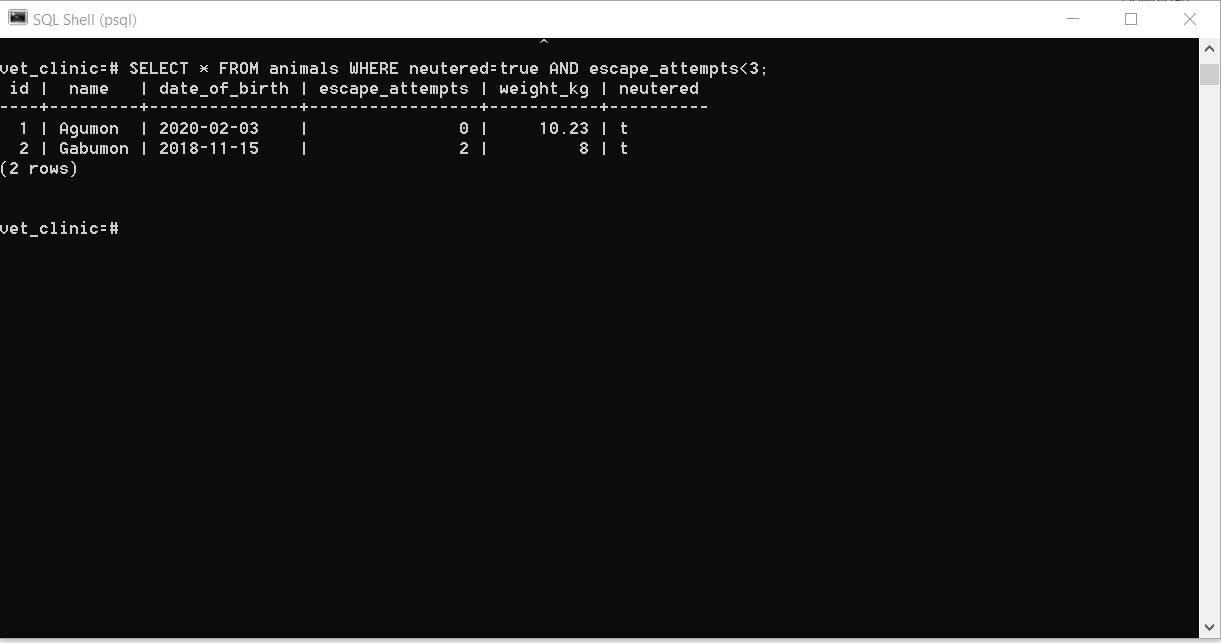 SQL Shell (psql)
^
vet_clinic=# SELECT * FROM animals WHERE neutered=true AND escape_attempts<3;
 id |  name   | date_of_birth | escape_attempts | weight_kg | neutered
----+---------+---------------+-----------------+-----------+----------
  1 | Agumon  | 2020-02-03    |               0 |     10.23 | t
  2 | Gabumon | 2018-11-15    |               2 |         8 | t
(2 rows)
vet_clinic=#